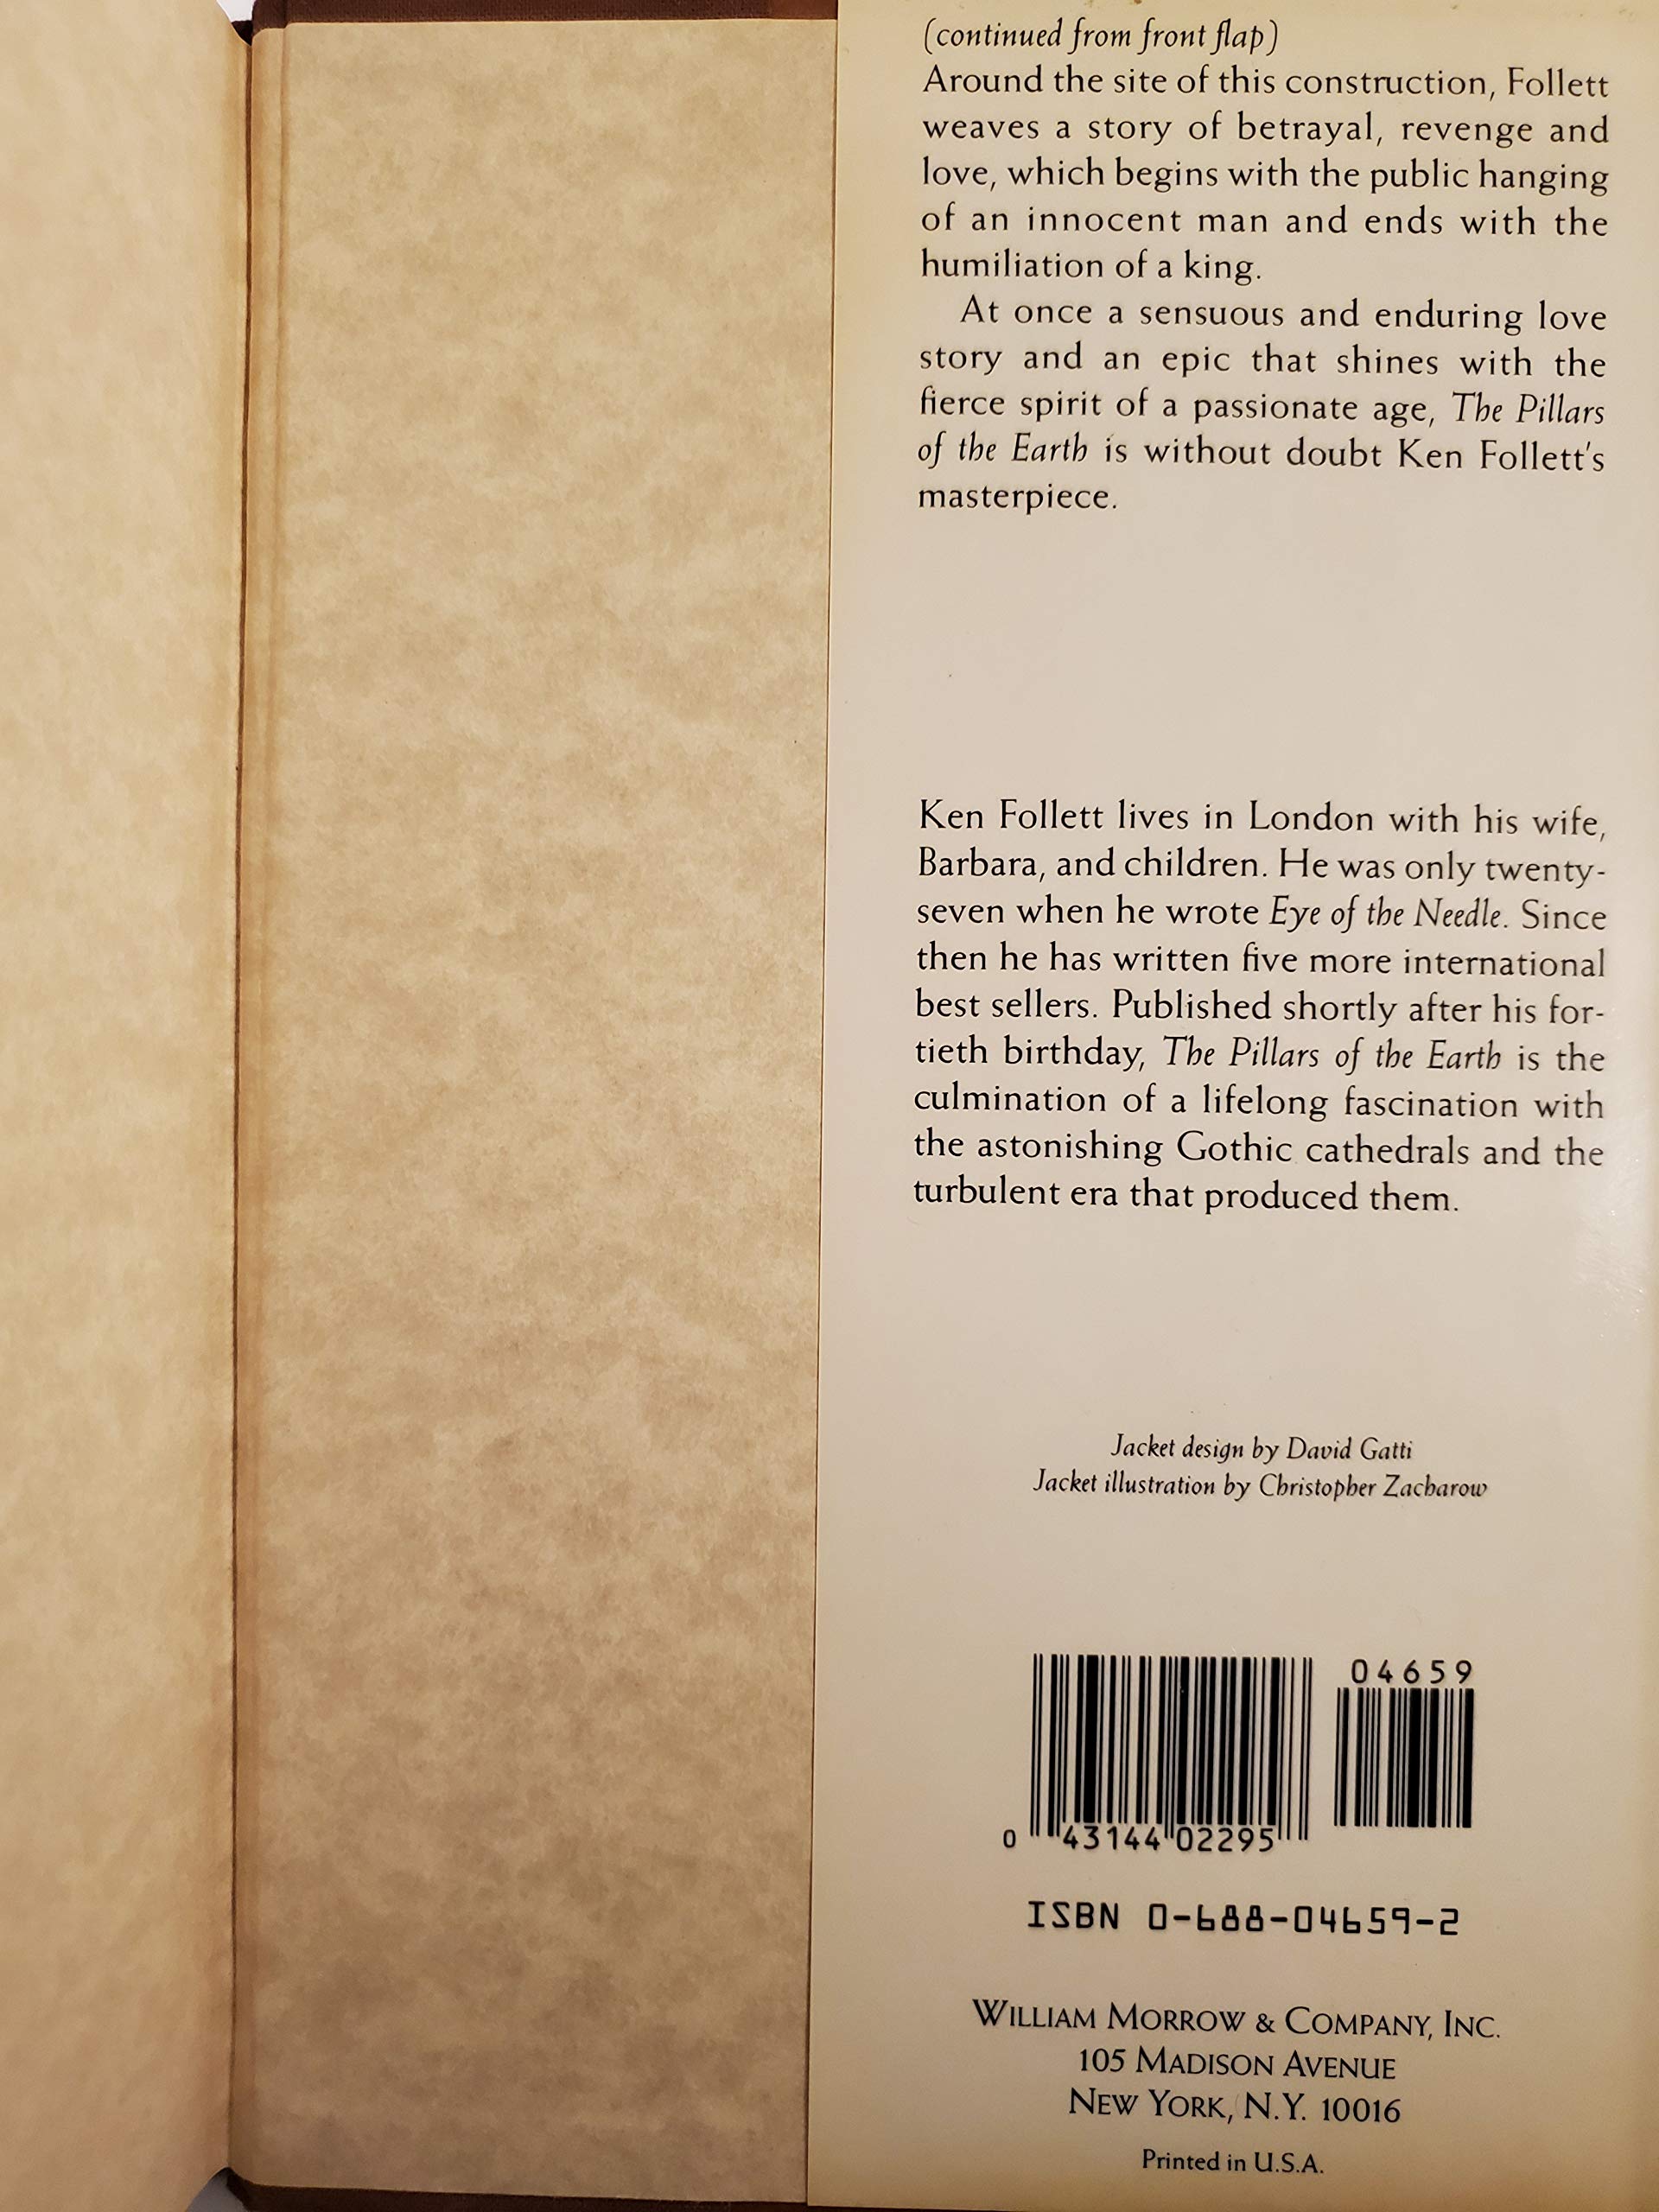 (continued from front flap)
Around the site of this construction, Follett
weaves a story of betrayal, revenge and
love, which begins with the public hanging
of an innocent man and ends with the
humiliation of a king.
At once a sensuous and enduring love
story and an epic that shines with the
fierce spirit of a passionate age, The Pillars
of the Earth is without doubt Ken Follett's
masterpiece.
Ken Follett lives in London with his wife,
Barbara, and children. He was only twenty-
seven when he wrote Eye of the Needle. Since
then he has written five more international
best sellers. Published shortly after his for-
tieth birthday, The Pillars of the Earth is the
culmination of a lifelong fascination with
the astonishing Gothic cathedrals and the
turbulent era that produced them.
Jacket design by David Gatti
Jacket illustration by Christopher Zacharow
04659
0 43144 02295
ISBN 0-688-04659-2
WILLIAM MORROW & COMPANY, INC.
105 MADISON AVENUE
NEW YORK, N.Y. 10016
Printed in U.S.A.